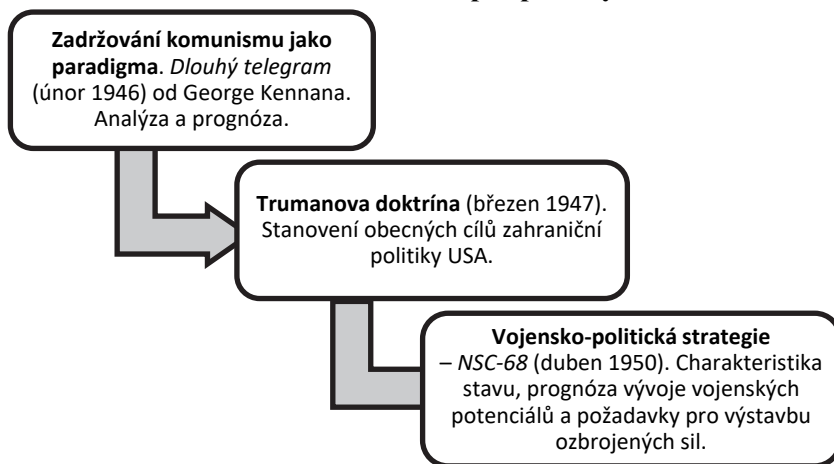 Zadržování komunismu jako
paradigma. Dlouhý telegram
(únor 1946) od George Kennana.
Analýza a prognóza.
Trumanova doktrína (březen 1947).
Stanovení obecných cílů zahraniční
politiky USA.
Vojensko-politická strategie
– NSC-68 (duben 1950). Charakteristika
stavu, prognóza vývoje vojenských
potenciálů a požadavky pro výstavbu
ozbrojených sil.